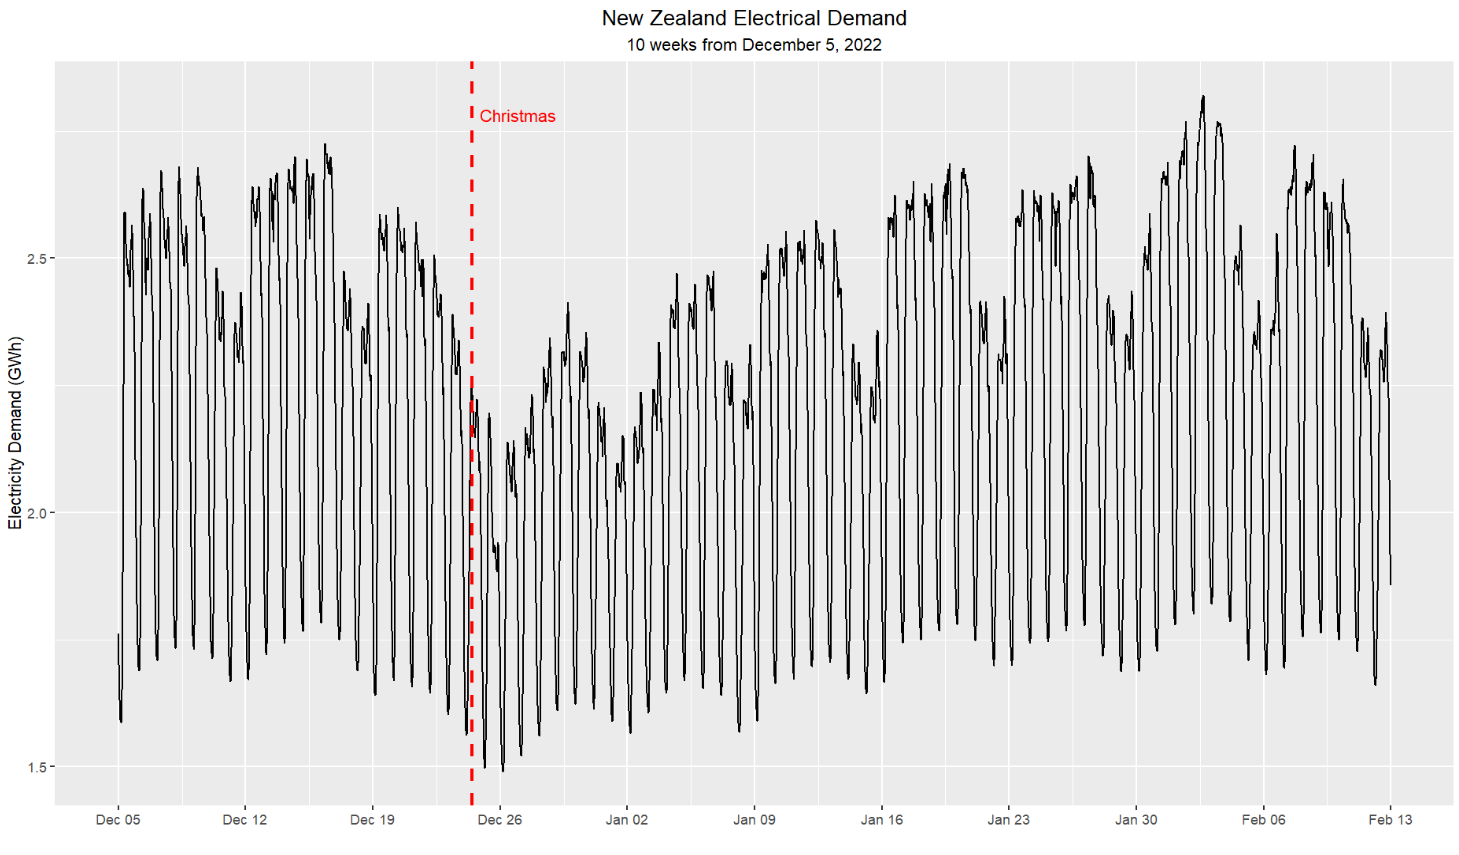 New Zealand Electrical Demand
10 weeks from December 5, 2022
Christmas
Electricity Demand (GWh)
2.5
2.0
1.5
Dec 05 Dec 12 Dec 19 Dec 26 Jan 02 Jan 09 Jan 16 Jan 23 Jan 30 Feb 06 Feb 13